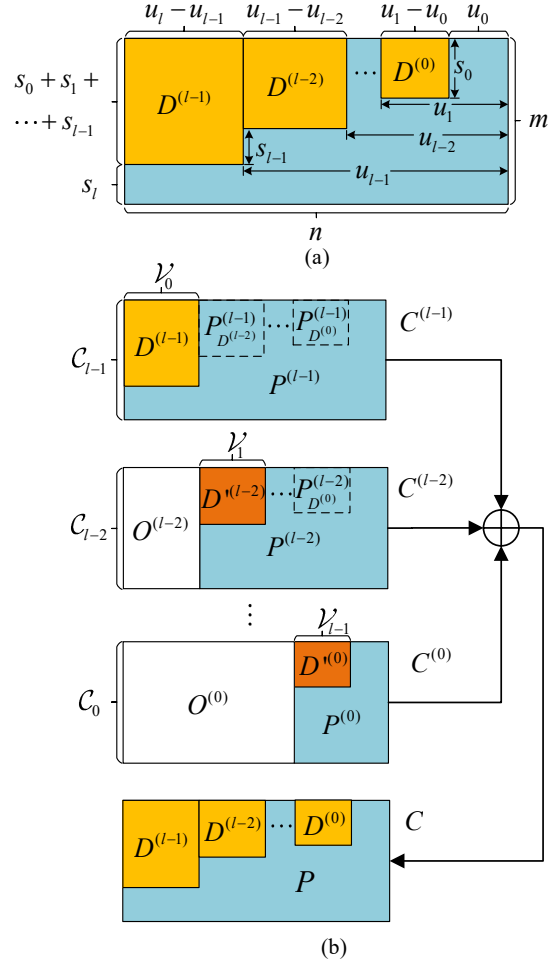 u_l − u_{l−1} u_{l−1} − u_{l−2} u_1 − u_0 u_0
s_0 + s_1 +
⋯ + s_{l−1}
D^{(l−1)} D^{(l−2)} ⋯ D^{(0)} s_0
u_1
m
s_{l−1} u_{l−2}
s_l u_{l−1}
n
(a)
𝒱_0
D^{(l−1)} P^{(l−1)}_{D^{(l−2)}} ⋯ P^{(l−1)}_{D^{(0)}} C^{(l−1)}
𝒞_{l−1} P^{(l−1)}
𝒱_1
D'^{(l−2)} ⋯ P^{(l−2)}_{D^{(0)}} C^{(l−2)}
𝒞_{l−2} O^{(l−2)} P^{(l−2)}
⋮
𝒱_{l−1}
D'^{(0)} C^{(0)}
𝒞_0 O^{(0)} P^{(0)}
D^{(l−1)} D^{(l−2)} ⋯ D^{(0)} C
P
(b)